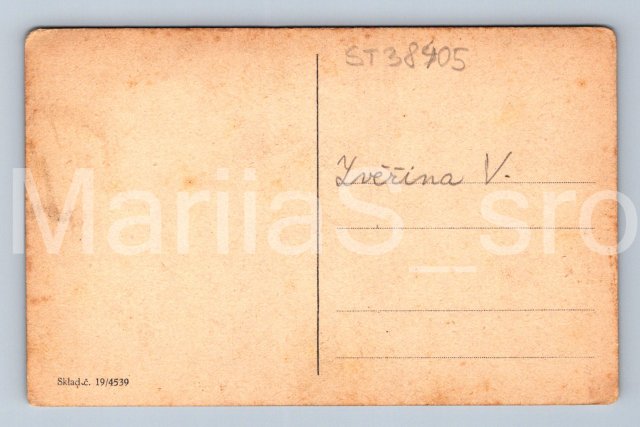 ST38405
Zvěřina V.
MariiaS_sro
Sklad.č. 19/4539